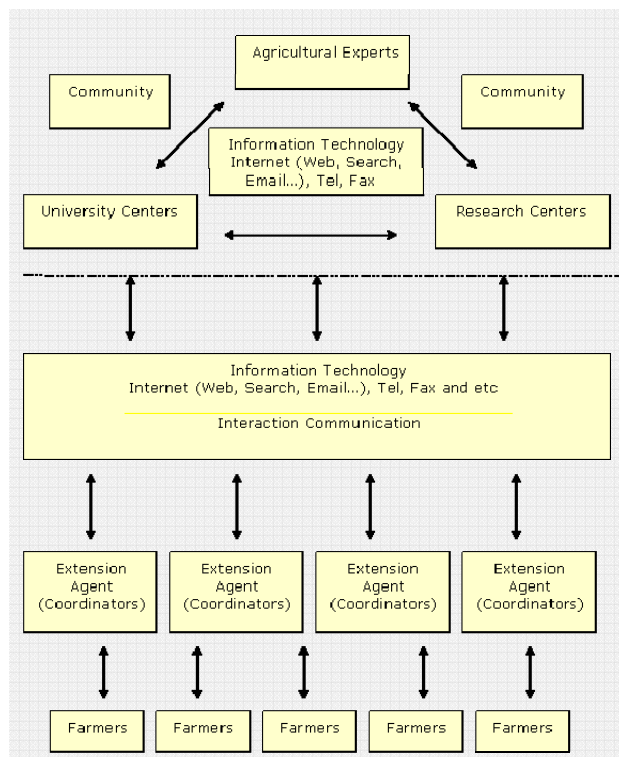 Agricultural Experts
Community
Community
Information Technology
Internet (Web, Search,
Email...), Tel, Fax
University Centers
Research Centers
Information Technology
Internet (Web, Search, Email...), Tel, Fax and etc
Interaction Communication
Extension
Agent
(Coordinators)
Extension
Agent
(Coordinators)
Extension
Agent
(Coordinators)
Extension
Agent
(Coordinators)
Farmers
Farmers
Farmers
Farmers
Farmers